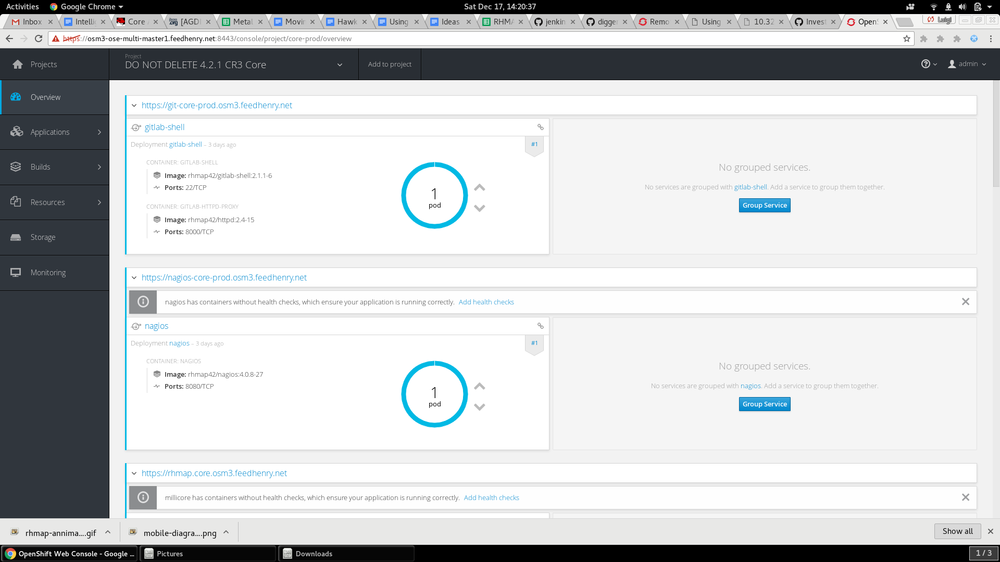 Activities
Google Chrome
Sat Dec 17, 14:20:37
Inbox
Intelli
Core
[AGDI
Metal
Movin
Hawk
Using
Ideas
RHMA
jenkin
digger
Remo
Using
10.32
Invest
Open
Luigi
https://osm3-ose-multi-master1.feedhenry.net:8443/console/project/core-prod/overview
Projects
Project
DO NOT DELETE 4.2.1 CR3 Core
Add to project
admin
Overview
Applications
Builds
Resources
Storage
Monitoring
https://git-core-prod.osm3.feedhenry.net
gitlab-shell
Deployment gitlab-shell – 3 days ago
#1
CONTAINER: GITLAB-SHELL
Image: rhmap42/gitlab-shell:2.1.1-6
Ports: 22/TCP
CONTAINER: GITLAB-HTTPD-PROXY
Image: rhmap42/httpd:2.4-15
Ports: 8000/TCP
1
pod
No grouped services.
No services are grouped with gitlab-shell. Add a service to group them together.
Group Service
https://nagios-core-prod.osm3.feedhenry.net
nagios has containers without health checks, which ensure your application is running correctly. Add health checks
nagios
Deployment nagios – 3 days ago
#1
CONTAINER: NAGIOS
Image: rhmap42/nagios:4.0.8-27
Ports: 8080/TCP
1
pod
No grouped services.
No services are grouped with nagios. Add a service to group them together.
Group Service
https://rhmap.core.osm3.feedhenry.net
millicore has containers without health checks, which ensure your application is running correctly. Add health checks
rhmap-annima....gif
mobile-diagra....png
Show all
OpenShift Web Console - Google ...
Pictures
Downloads
1 / 3